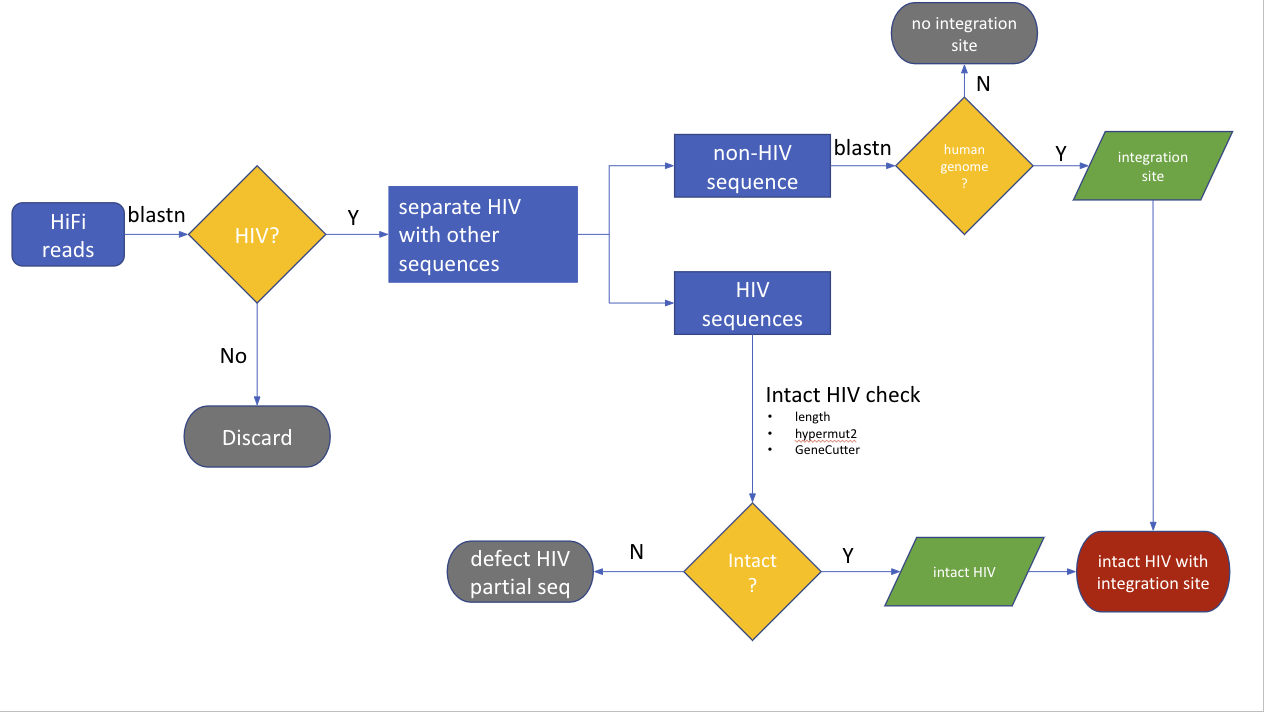 no integration
site
N
human
genome
?
non-HIV
sequence
blastn
Y
integration
site
HiFi
reads
blastn
HIV?
Y
separate HIV
with other
sequences
HIV
sequences
No
Discard
Intact HIV check
• length
• hypermut2
• GeneCutter
defect HIV
partial seq
N
Intact
?
Y
intact HIV
intact HIV with
integration site